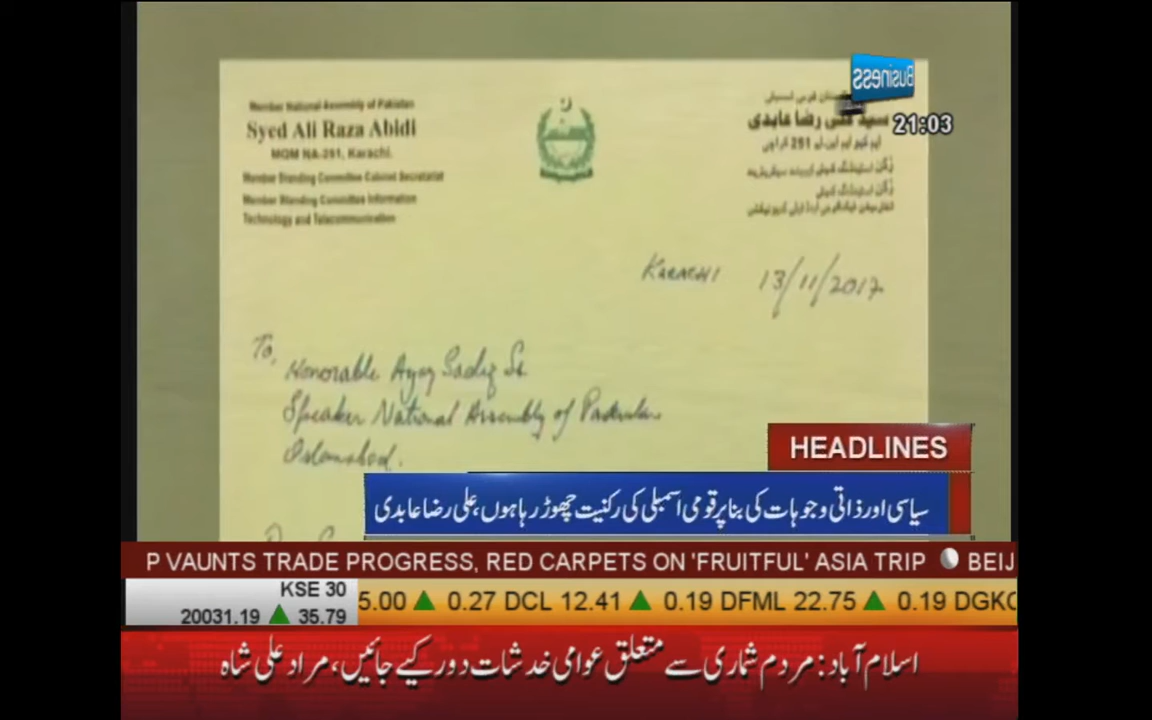 Business
21:03
Member National Assembly of Pakistan
Syed Ali Raza Abidi
MQM NA-251, Karachi.
Member Standing Committee Cabinet Secretariat
Member Standing Committee Information
Technology and Telecommunication
سید علی رضا عابدی
KARACHI 13/11/2017
To,
Honorable Ayaz Sadiq Sb.
Speaker National Assembly of Pakistan
Islamabad.
HEADLINES
سیاسی اور ذاتی وجوہات کی بنا پر قومی اسمبلی کی رکنیت چھوڑ رہا ہوں، علی رضا عابدی
P VAUNTS TRADE PROGRESS, RED CARPETS ON 'FRUITFUL' ASIA TRIP BEIJ
KSE 30
20031.19 ▲ 35.79
5.00 ▲ 0.27 DCL 12.41 ▲ 0.19 DFML 22.75 ▲ 0.19 DGKC
اسلام آباد: مردم شماری سے متعلق عوامی خدشات دور کیے جائیں، مراد علی شاہ